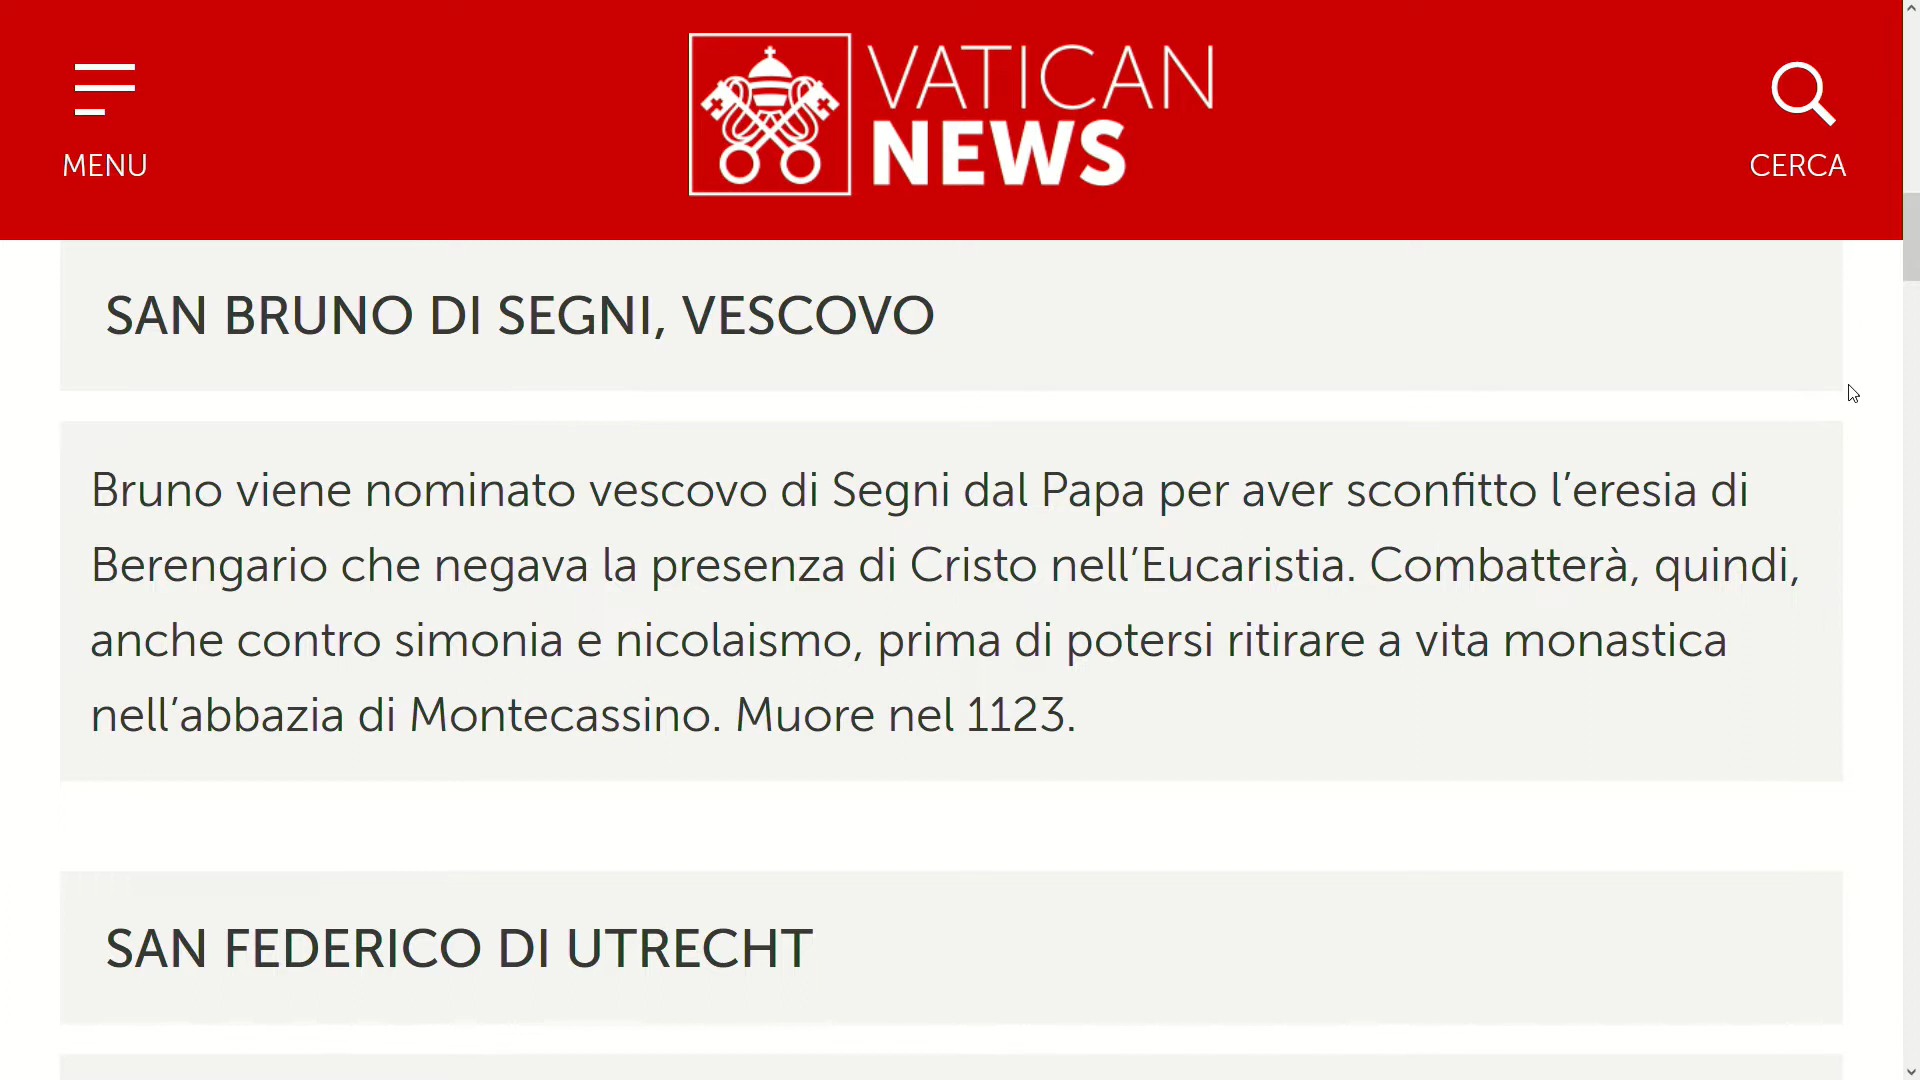 MENU
VATICAN
NEWS
CERCA
SAN BRUNO DI SEGNI, VESCOVO
Bruno viene nominato vescovo di Segni dal Papa per aver sconfitto l’eresia di
Berengario che negava la presenza di Cristo nell’Eucaristia. Combatterà, quindi,
anche contro simonia e nicolaismo, prima di potersi ritirare a vita monastica
nell’abbazia di Montecassino. Muore nel 1123.
SAN FEDERICO DI UTRECHT